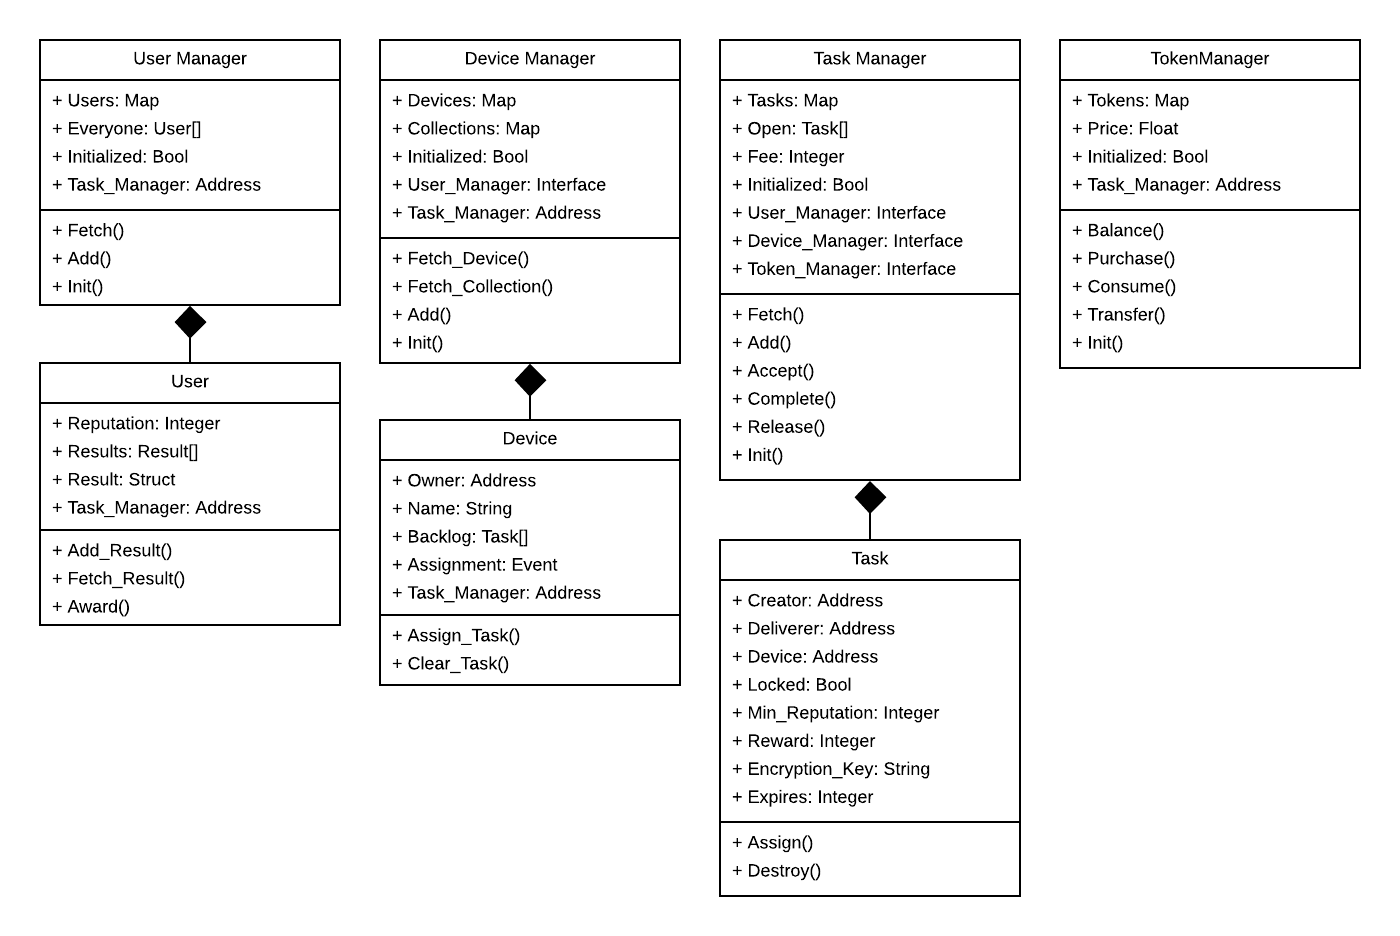 User Manager
+ Users: Map
+ Everyone: User[]
+ Initialized: Bool
+ Task_Manager: Address
+ Fetch()
+ Add()
+ Init()
User
+ Reputation: Integer
+ Results: Result[]
+ Result: Struct
+ Task_Manager: Address
+ Add_Result()
+ Fetch_Result()
+ Award()
Device Manager
+ Devices: Map
+ Collections: Map
+ Initialized: Bool
+ User_Manager: Interface
+ Task_Manager: Address
+ Fetch_Device()
+ Fetch_Collection()
+ Add()
+ Init()
Device
+ Owner: Address
+ Name: String
+ Backlog: Task[]
+ Assignment: Event
+ Task_Manager: Address
+ Assign_Task()
+ Clear_Task()
Task Manager
+ Tasks: Map
+ Open: Task[]
+ Fee: Integer
+ Initialized: Bool
+ User_Manager: Interface
+ Device_Manager: Interface
+ Token_Manager: Interface
+ Fetch()
+ Add()
+ Accept()
+ Complete()
+ Release()
+ Init()
Task
+ Creator: Address
+ Deliverer: Address
+ Device: Address
+ Locked: Bool
+ Min_Reputation: Integer
+ Reward: Integer
+ Encryption_Key: String
+ Expires: Integer
+ Assign()
+ Destroy()
TokenManager
+ Tokens: Map
+ Price: Float
+ Initialized: Bool
+ Task_Manager: Address
+ Balance()
+ Purchase()
+ Consume()
+ Transfer()
+ Init()